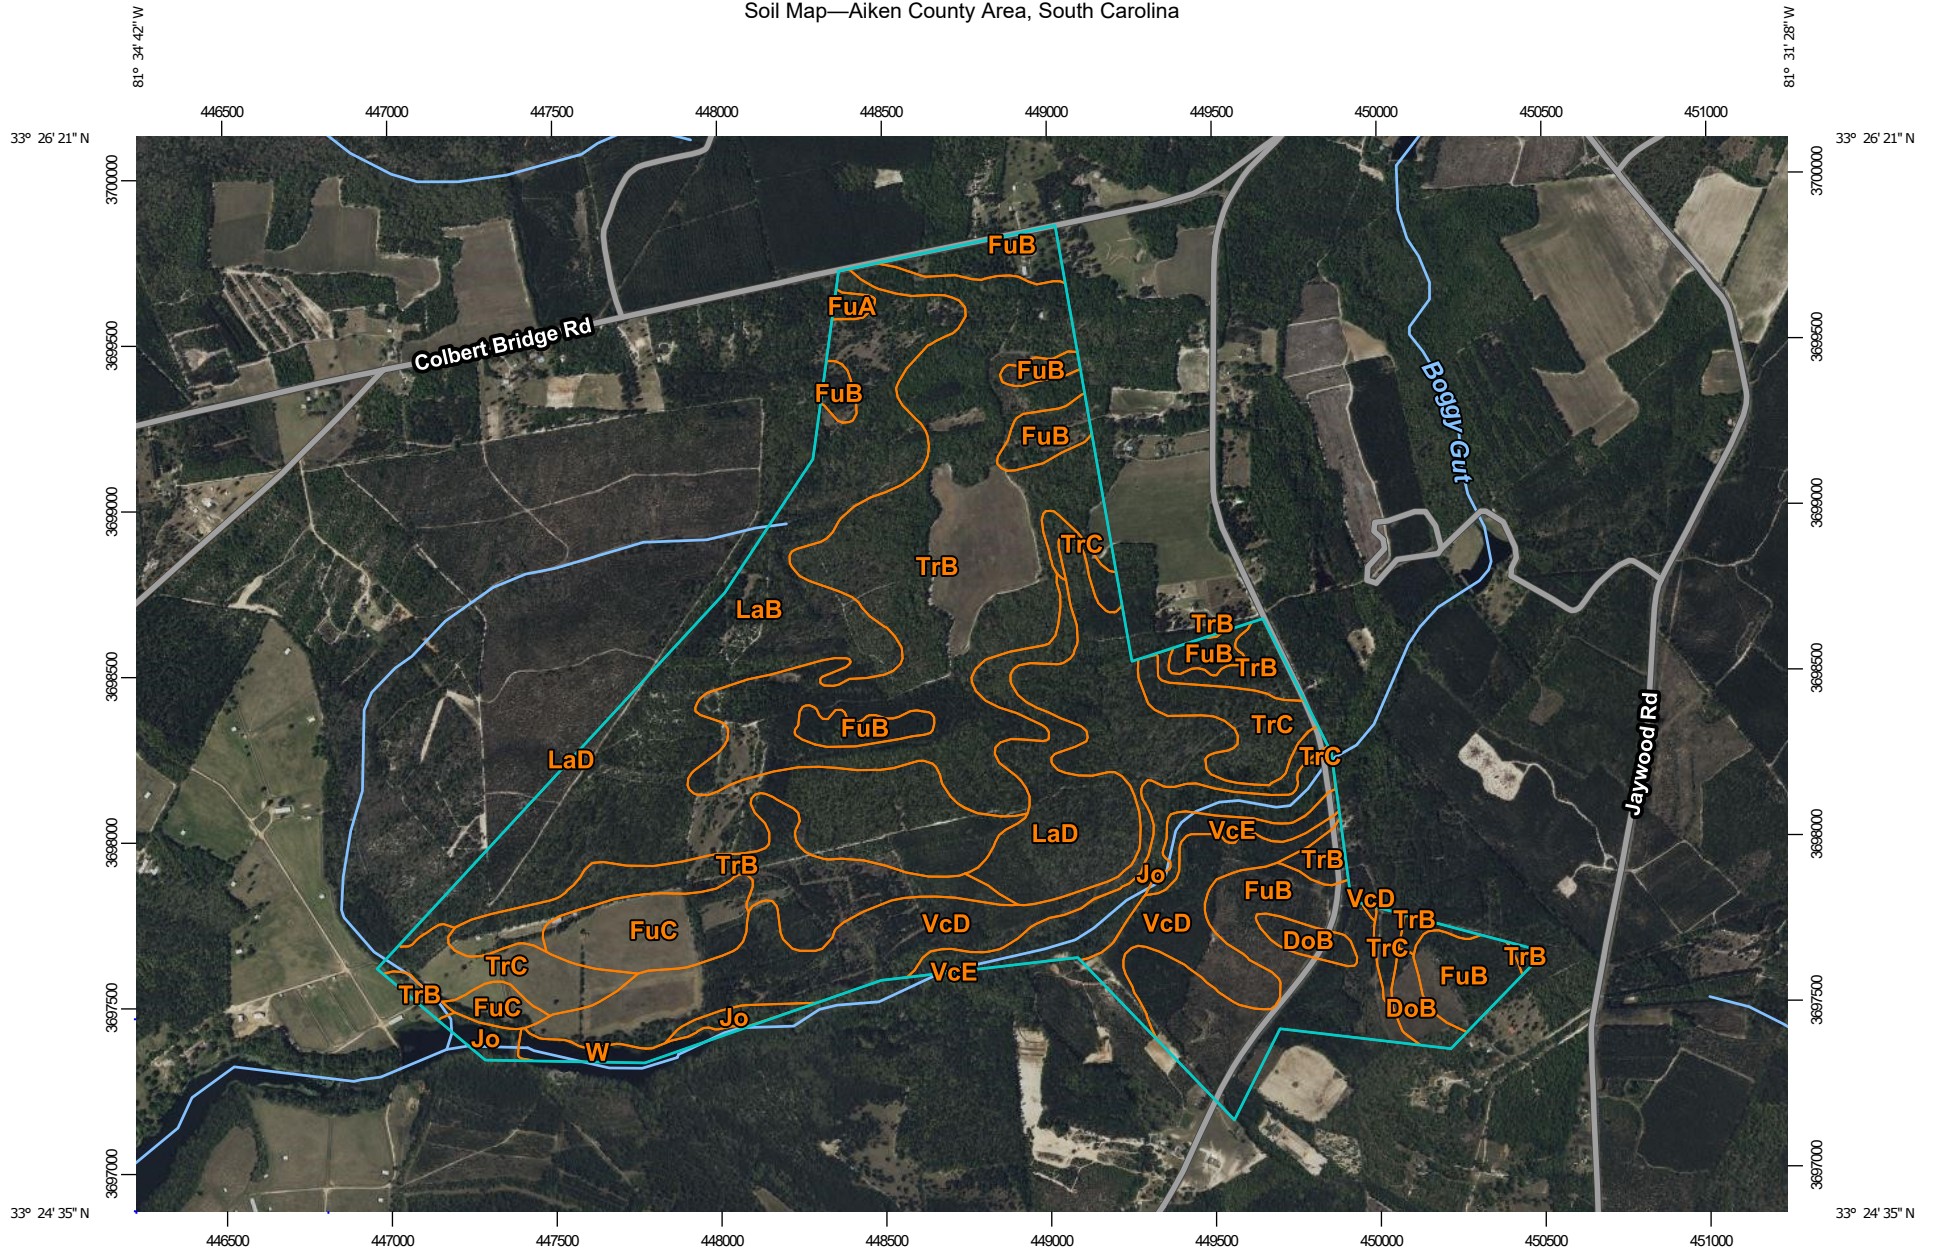 Soil Map—Aiken County Area, South Carolina
81° 34' 42" W
81° 31' 28" W
446500 447000 447500 448000 448500 449000 449500 450000 450500 451000
33° 26' 21" N
33° 26' 21" N
3700000
3700000
FuB
FuA
Colbert Bridge Rd
3699500
3699500
FuB
FuB
Boggy Gut
FuB
3699000
3699000
TrC
TrB
LaB
TrB
FuB
TrB
3698500
3698500
TrC
FuB
TrC
LaD
Jaywood Rd
LaD
VcE
3698000
3698000
TrB
TrB
Jo
FuB
VcD
TrB
VcD
VcD
FuC
DoB
TrC
TrB
TrC
VcE
FuB
TrB
FuC
DoB
3697500
3697500
Jo
Jo
W
3697000
3697000
33° 24' 35" N
33° 24' 35" N
446500 447000 447500 448000 448500 449000 449500 450000 450500 451000